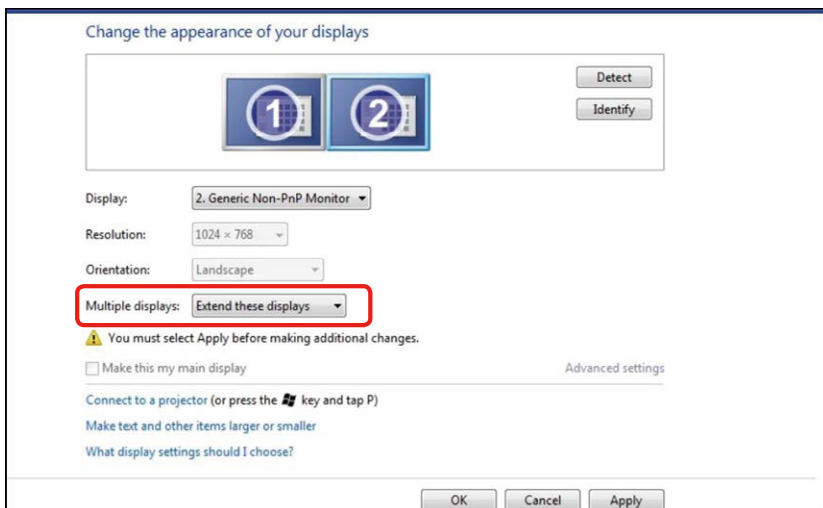 Change the appearance of your displays
1 2
Detect
Identify
Display: 2. Generic Non-PnP Monitor
Resolution: 1024 × 768
Orientation: Landscape
Multiple displays: Extend these displays
You must select Apply before making additional changes.
Make this my main display Advanced settings
Connect to a projector (or press the key and tap P)
Make text and other items larger or smaller
What display settings should I choose?
OK Cancel Apply